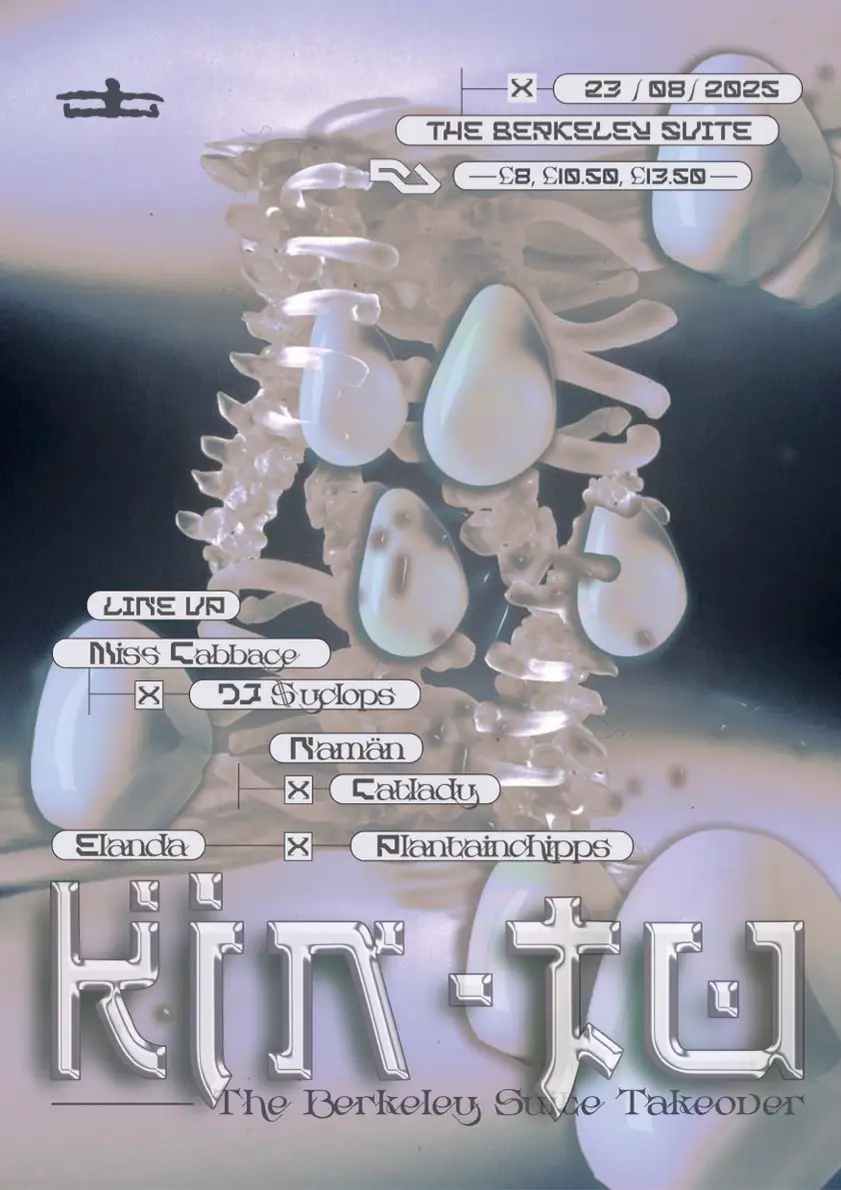 23 / 08 / 2025
THE BERKELEY SUITE
£8, £10.50, £13.50
LINE UP
Miss Cabbage
X DJ Syclops
Namän
X Catlady
Elanda X Plantainchipps
kin-tu
The Berkeley Suite Takeover